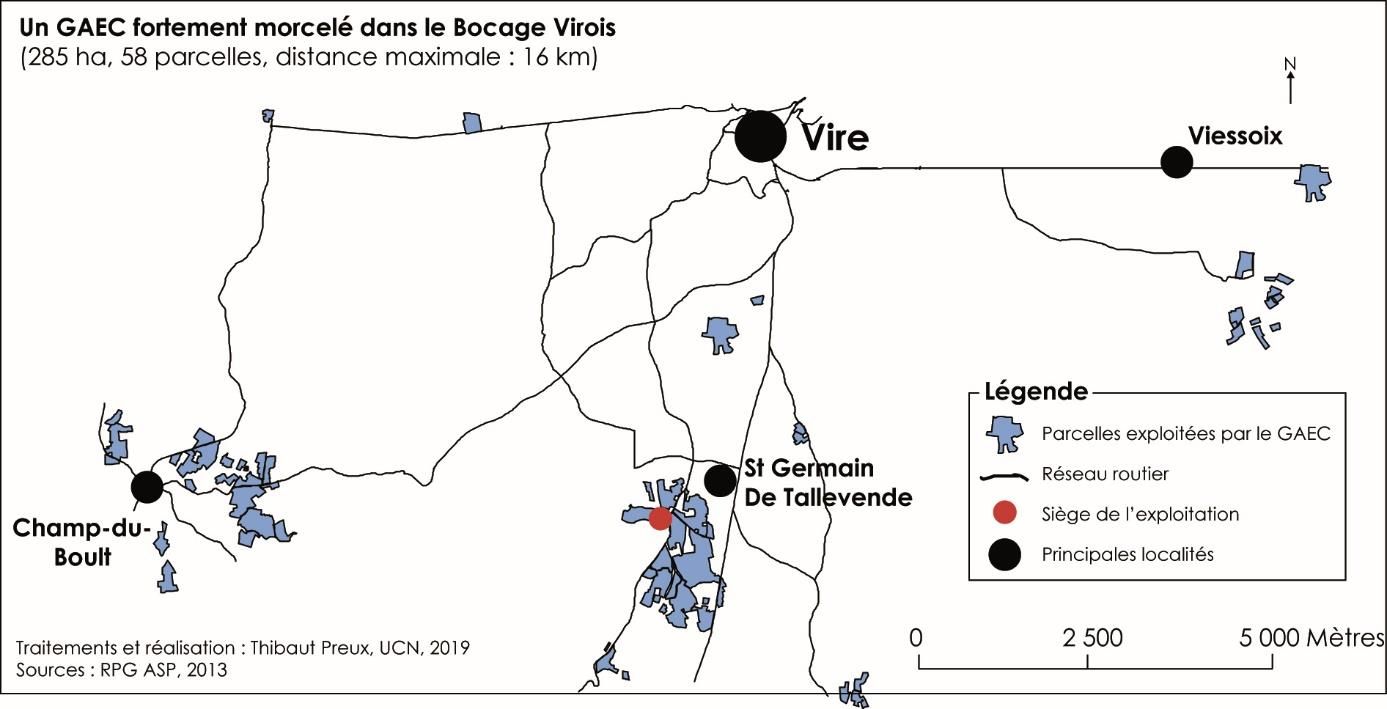 Un GAEC fortement morcelé dans le Bocage Virois
(285 ha, 58 parcelles, distance maximale : 16 km)
N
Vire
Viessoix
St Germain
De Tallevende
Champ-du-
Boult
Légende
Parcelles exploitées par le GAEC
Réseau routier
Siège de l'exploitation
Principales localités
Traitements et réalisation : Thibaut Preux, UCN, 2019
Sources : RPG ASP, 2013
0 2 500 5 000 Mètres